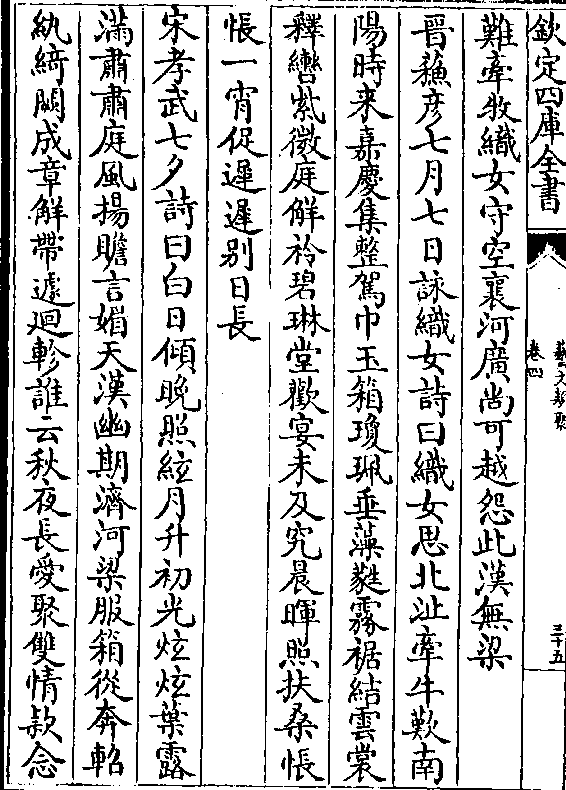 欽定四庫全書
藝文類聚
卷四
三十五
難牽牧織女守空襄河廣尚可越怨此漢無梁
晉蘓彦七月七日詠織女詩曰織女思北沚牽牛歎南
陽時来嘉慶集整駕巾玉箱瓊珮垂藻蕤霧裾結雲裳
釋轡紫微庭解衿碧琳堂歡宴未及究晨暉照扶桑悵
悵一宵促遲遲别日長
宋孝武七夕詩曰白日傾晚照絃月升初光炫炫葉露
滿肅肅庭風揚瞻言媚天漢幽期濟河梁服箱從奔軺
紈綺闕成章解帶遽迴軫誰云秋夜長愛聚雙情款念